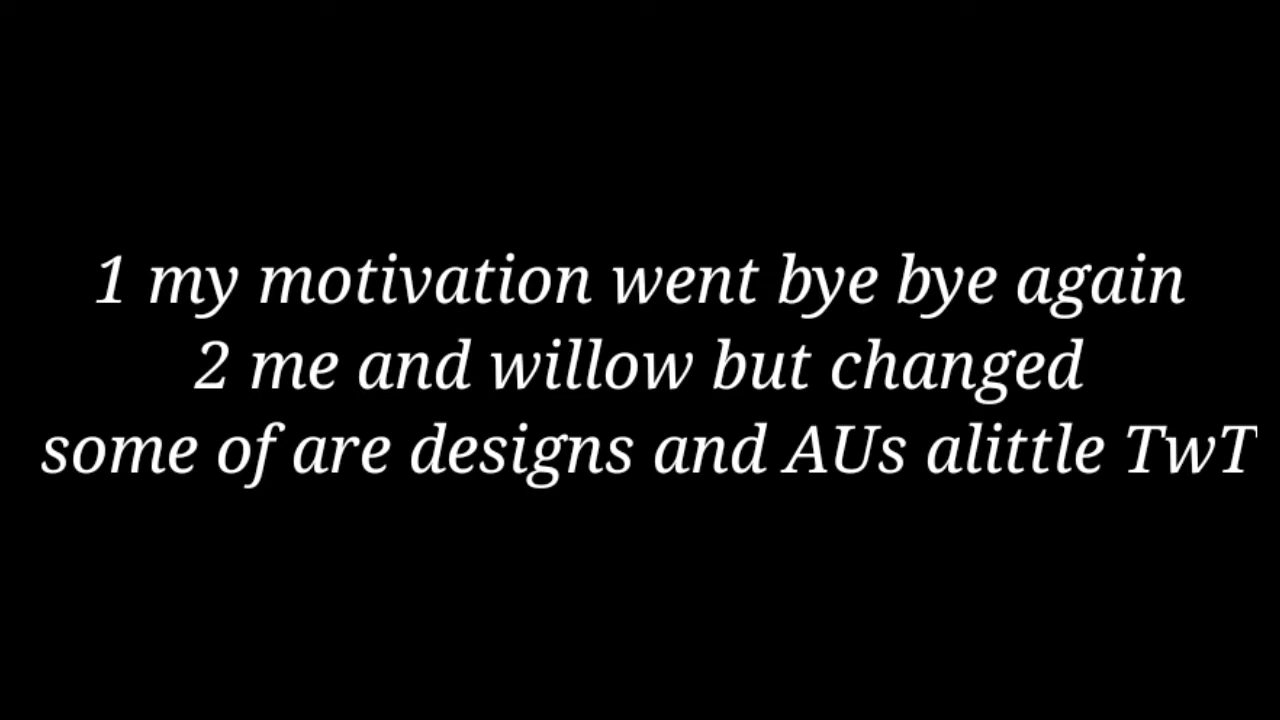 1 my motivation went bye bye again
2 me and willow but changed
some of are designs and AUs alittle TwT